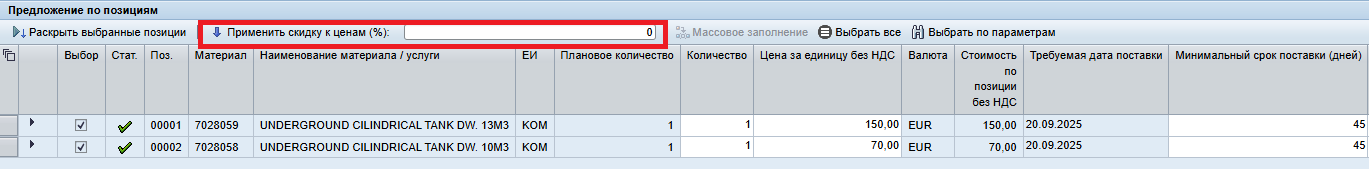 Предложение по позициям
Раскрыть выбранные позиции Применить скидку к ценам (%): 0 Массовое заполнение Выбрать все Выбрать по параметрам
Выбор Стат. Поз. Материал Наименование материала / услуги ЕИ Плановое количество Количество Цена за единицу без НДС Валюта Стоимость по позиции без НДС Требуемая дата поставки Минимальный срок поставки (дней)
00001 7028059 UNDERGROUND CILINDRICAL TANK DW. 13M3 КОМ 1 1 150,00 EUR 150,00 20.09.2025 45
00002 7028058 UNDERGROUND CILINDRICAL TANK DW. 10M3 КОМ 1 1 70,00 EUR 70,00 20.09.2025 45